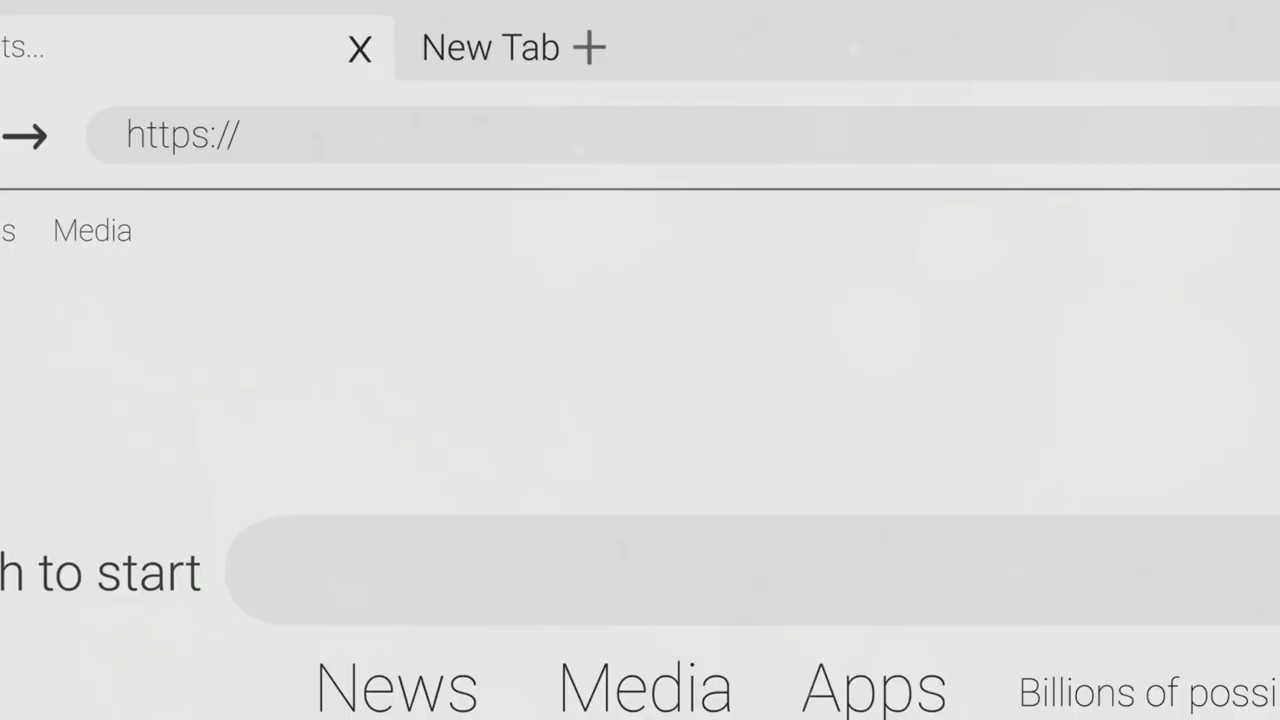 ts... X New Tab +
→ https://
s Media
h to start
News Media Apps Billions of possi